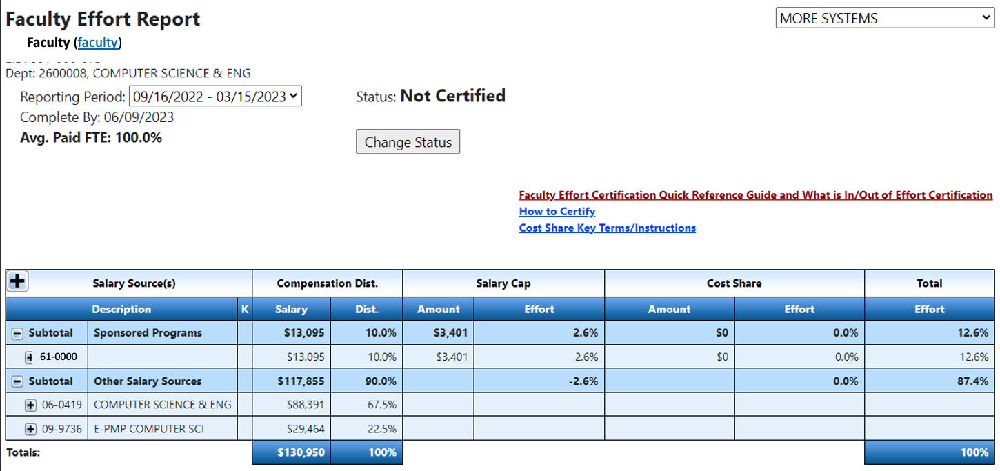 Faculty Effort Report
MORE SYSTEMS
Faculty (faculty)
Dept: 2600008, COMPUTER SCIENCE & ENG
Reporting Period: 09/16/2022 - 03/15/2023
Status: Not Certified
Complete By: 06/09/2023
Avg. Paid FTE: 100.0%
Change Status
Faculty Effort Certification Quick Reference Guide and What is In/Out of Effort Certification
How to Certify
Cost Share Key Terms/Instructions
Salary Source(s) Compensation Dist. Salary Cap Cost Share Total
Description K Salary Dist. Amount Effort Amount Effort Effort
Subtotal Sponsored Programs $13,095 10.0% $3,401 2.6% $0 0.0% 12.6%
61-0000 $13,095 10.0% $3,401 2.6% $0 0.0% 12.6%
Subtotal Other Salary Sources $117,855 90.0% -2.6% 0.0% 87.4%
06-0419 COMPUTER SCIENCE & ENG $88,391 67.5%
09-9736 E-PMP COMPUTER SCI $29,464 22.5%
Totals: $130,950 100% 100%